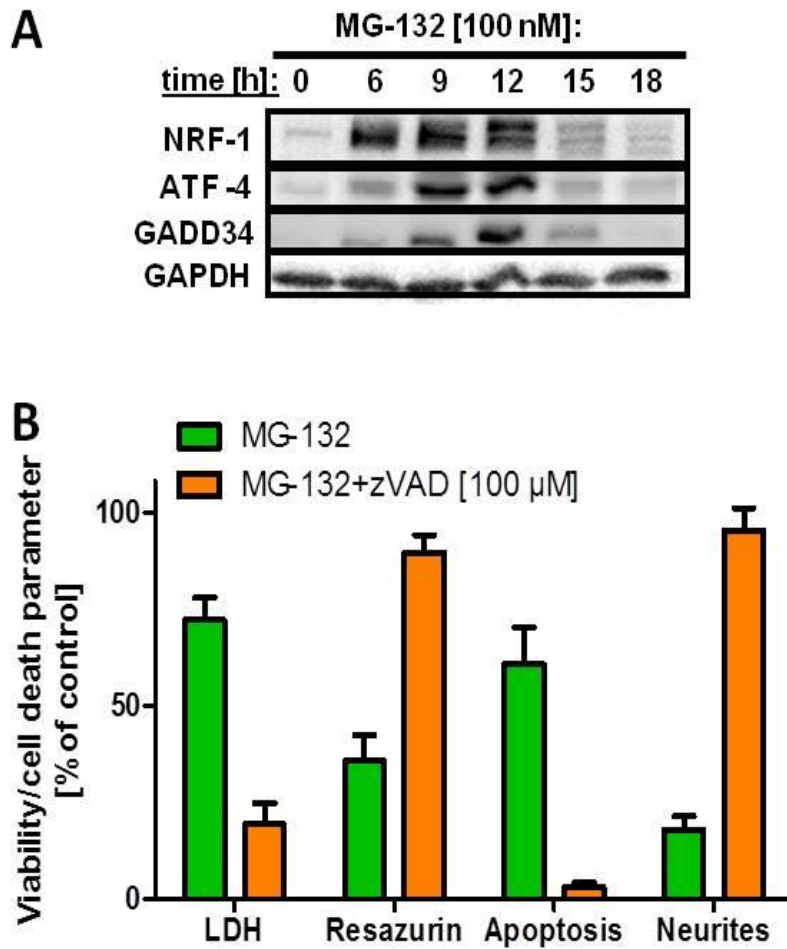 A
MG-132 [100 nM]:
time [h]: 0 6 9 12 15 18
NRF-1
ATF-4
GADD34
GAPDH
B
MG-132
MG-132+zVAD [100 µM]
Viability/cell death parameter
[% of control]
100
50
0
LDH Resazurin Apoptosis Neurites